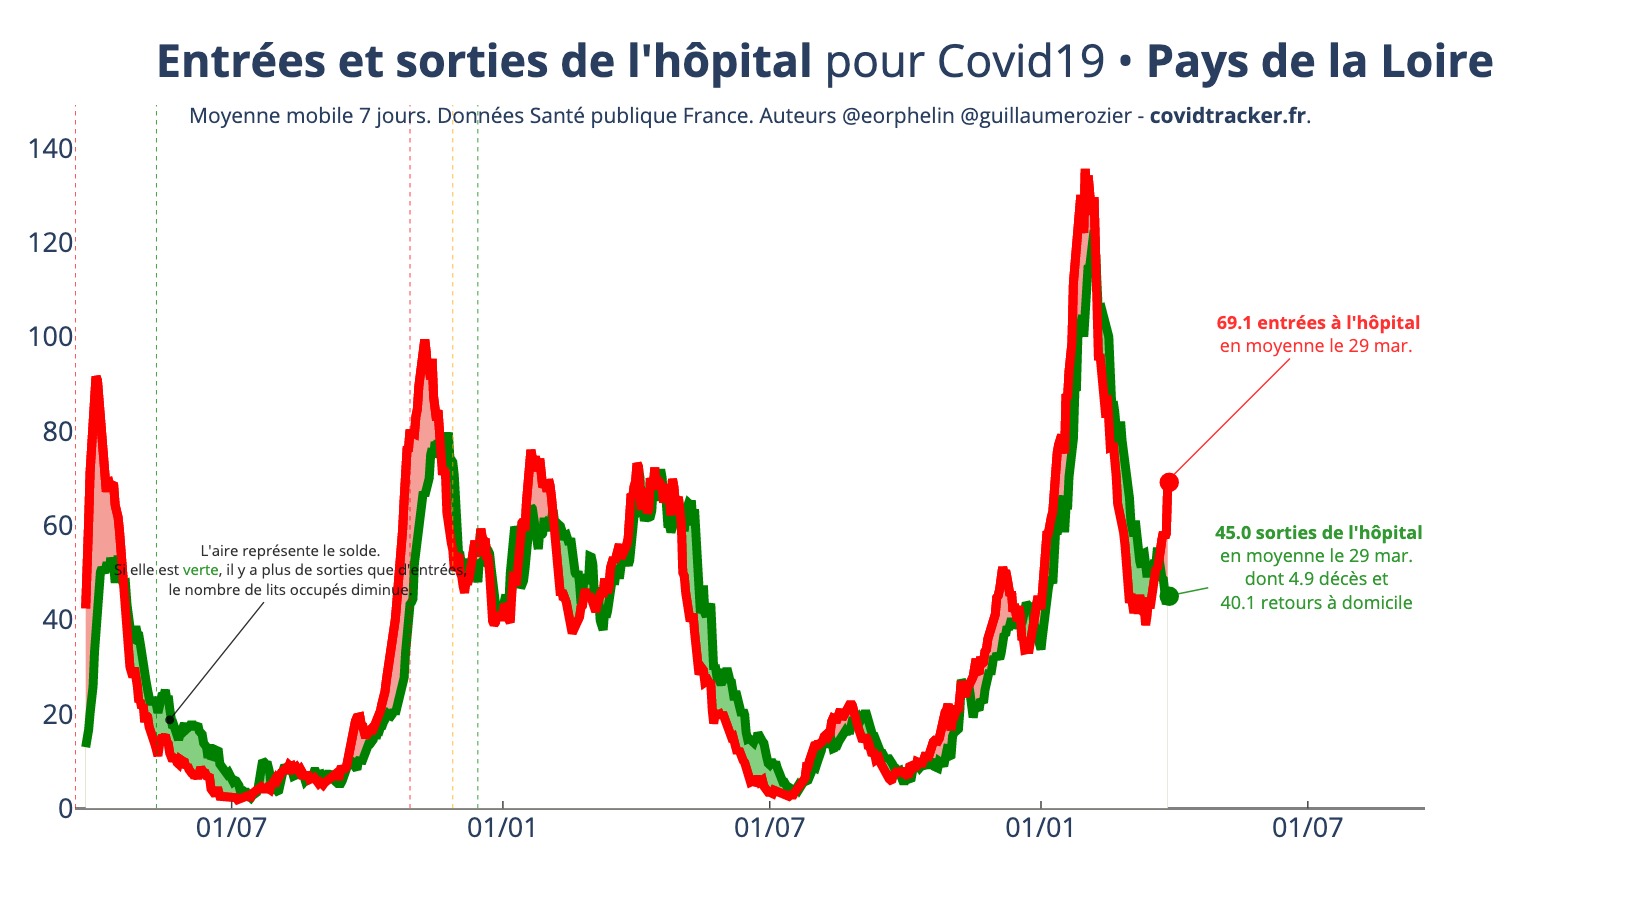 Entrées et sorties de l'hôpital pour Covid19 • Pays de la Loire
Moyenne mobile 7 jours. Données Santé publique France. Auteurs @eorphelin @guillaumerozier - covidtracker.fr.
140
120
100
80
60
40
20
0
69.1 entrées à l'hôpital
en moyenne le 29 mar.
45.0 sorties de l'hôpital
en moyenne le 29 mar.
dont 4.9 décès et
40.1 retours à domicile
L'aire représente le solde.
Si elle est verte, il y a plus de sorties que d'entrées,
le nombre de lits occupés diminue.
01/07
01/01
01/07
01/01
01/07